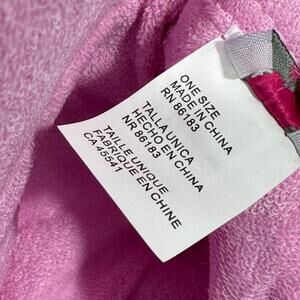 ONE SIZE
MADE IN CHINA
RN 86183
TALLA UNICA
HECHO EN CHINA
NR 86183
TAILLE UNIQUE
FABRIQUE EN CHINE
CA 45541